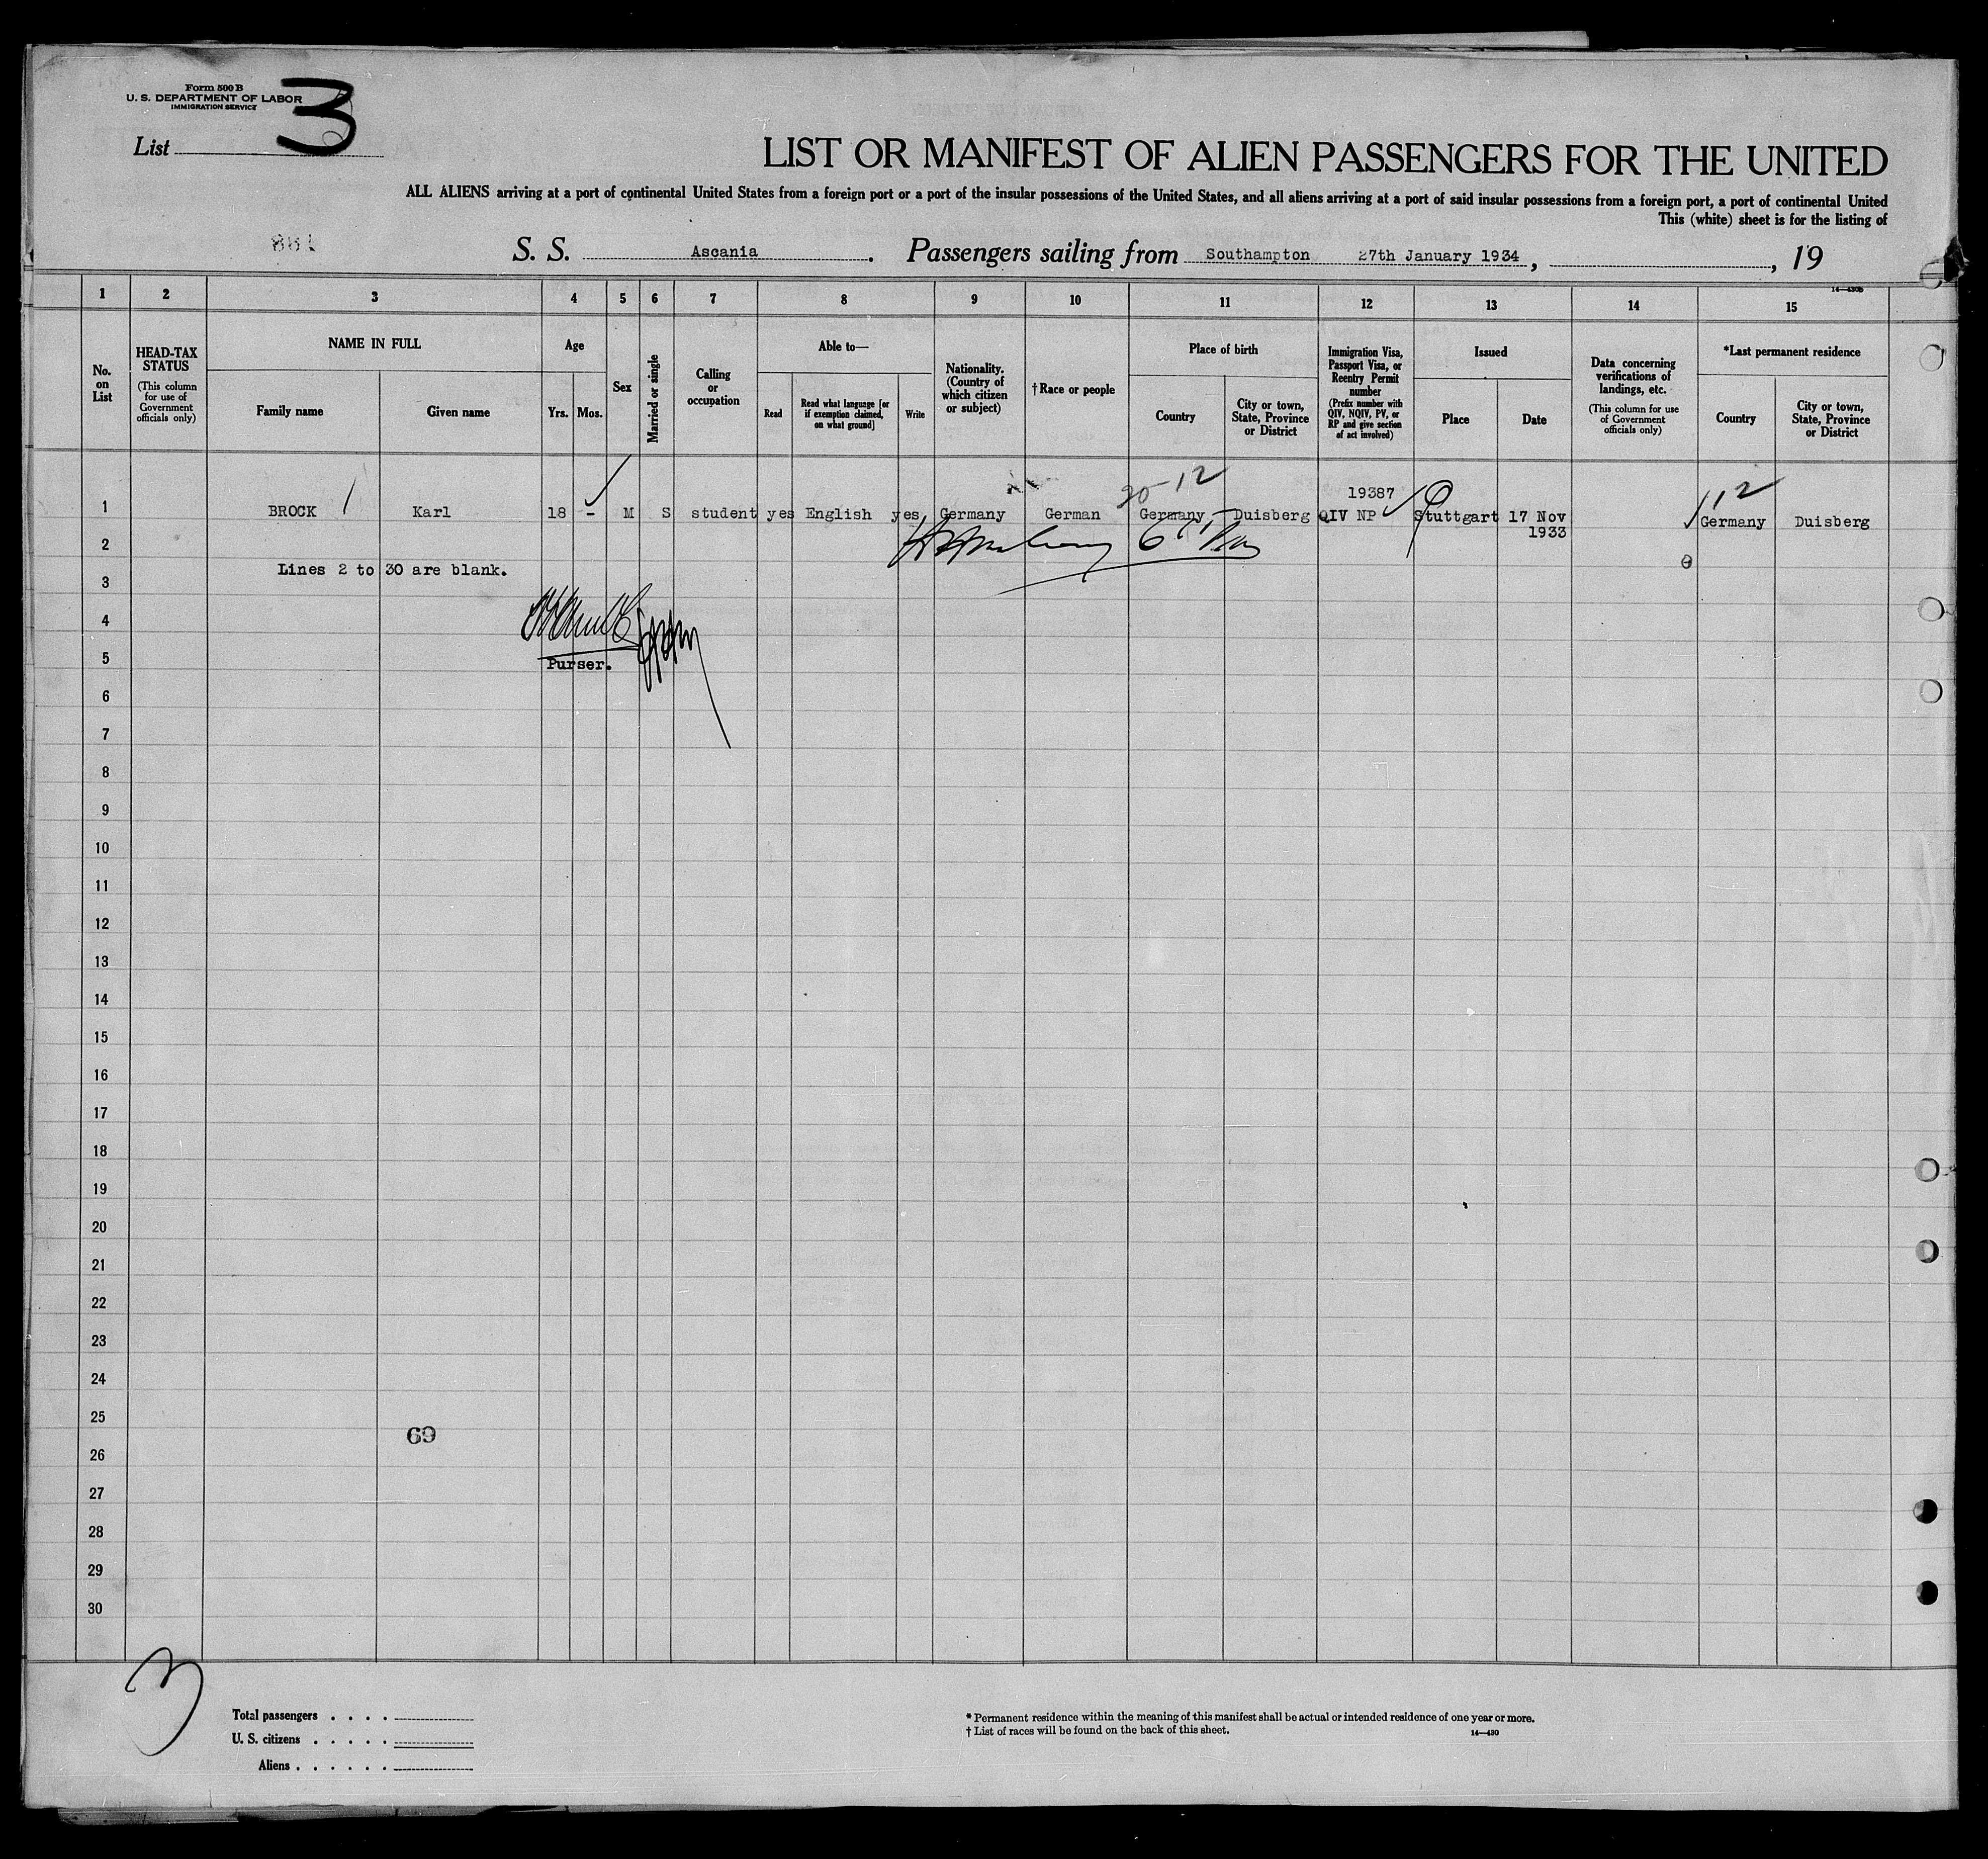 Form 500 B
U. S. DEPARTMENT OF LABOR
IMMIGRATION SERVICE
List 3
LIST OR MANIFEST OF ALIEN PASSENGERS FOR THE UNITED
ALL ALIENS arriving at a port of continental United States from a foreign port or a port of the insular possessions of the United States, and all aliens arriving at a port of said insular possessions from a foreign port, a port of continental United
This (white) sheet is for the listing of
S. S. Ascania. Passengers sailing from Southampton 27th January 1934, , 19
14—430B
1 2 3 4 5 6 7 8 9 10 11 12 13 14 15
No. on List
HEAD-TAX STATUS
(This column for use of Government officials only)
NAME IN FULL
Family name
Given name
Age
Yrs.
Mos.
Sex
Married or single
Calling or occupation
Able to—
Read
Read what language [or if exemption claimed, on what ground]
Write
Nationality. (Country of which citizen or subject)
† Race or people
Place of birth
Country
City or town, State, Province or District
Immigration Visa, Passport Visa, or Reentry Permit number
(Prefix number with QIV, NQIV, PV, or RP and give section of act involved)
Issued
Place
Date
Data concerning verifications of landings, etc.
(This column for use of Government officials only)
*Last permanent residence
Country
City or town, State, Province or District
20-12
12
19387
1 BROCK Karl 18 - M S student yes English yes Germany German Germany Duisberg QIV NP Stuttgart 17 Nov Germany Duisberg
1933
2
Lines 2 to 30 are blank.
3
4
5
Purser.
6
7
8
9
10
11
12
13
14
15
16
17
18
19
20
21
22
23
24
25
69
26
27
28
29
30
3
Total passengers . . . .
U. S. citizens . . . . .
Aliens . . . . . .
* Permanent residence within the meaning of this manifest shall be actual or intended residence of one year or more.
† List of races will be found on the back of this sheet.
14—430